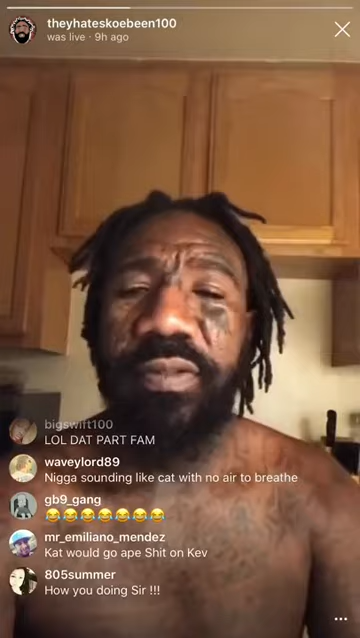 theyhateskoebeen100
was live · 9h ago
bigswift100
LOL DAT PART FAM
waveylord89
Nigga sounding like cat with no air to breathe
gb9_gang
😂😂😂😂😂😂😂
mr_emiliano_mendez
Kat would go ape Shit on Kev
805summer
How you doing Sir !!!